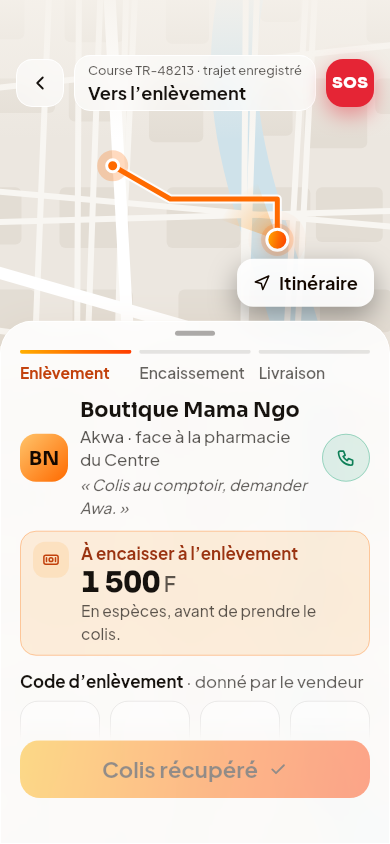 Course TR-48213 · trajet enregistré
Vers l’enlèvement
SOS
Itinéraire
Enlèvement
Encaissement
Livraison
BN
Boutique Mama Ngo
Akwa · face à la pharmacie
du Centre
« Colis au comptoir, demander
Awa. »
À encaisser à l’enlèvement
1 500 F
En espèces, avant de prendre le
colis.
Code d’enlèvement · donné par le vendeur
Colis récupéré